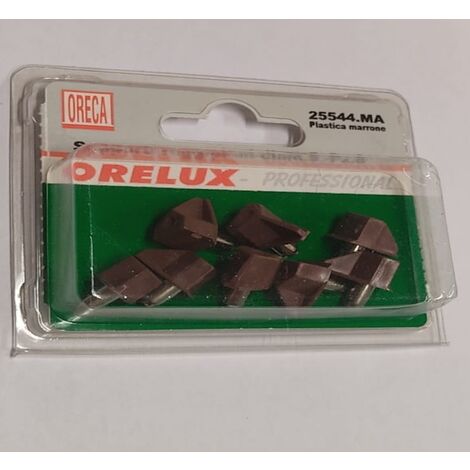 ORECA
25544.MA
Plastica marrone
ORELUX - PROFESSIONAL